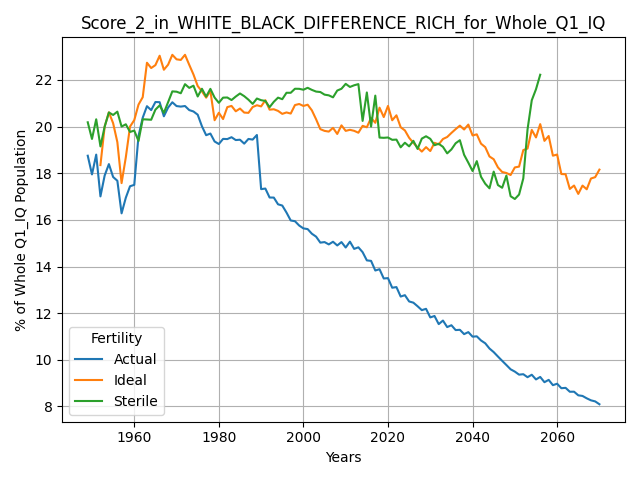 Score_2_in_WHITE_BLACK_DIFFERENCE_RICH_for_Whole_Q1_IQ
% of Whole Q1_IQ Population
22
20
18
16
14
12
10
8
Fertility
Actual
Ideal
Sterile
1960 1980 2000 2020 2040 2060
Years